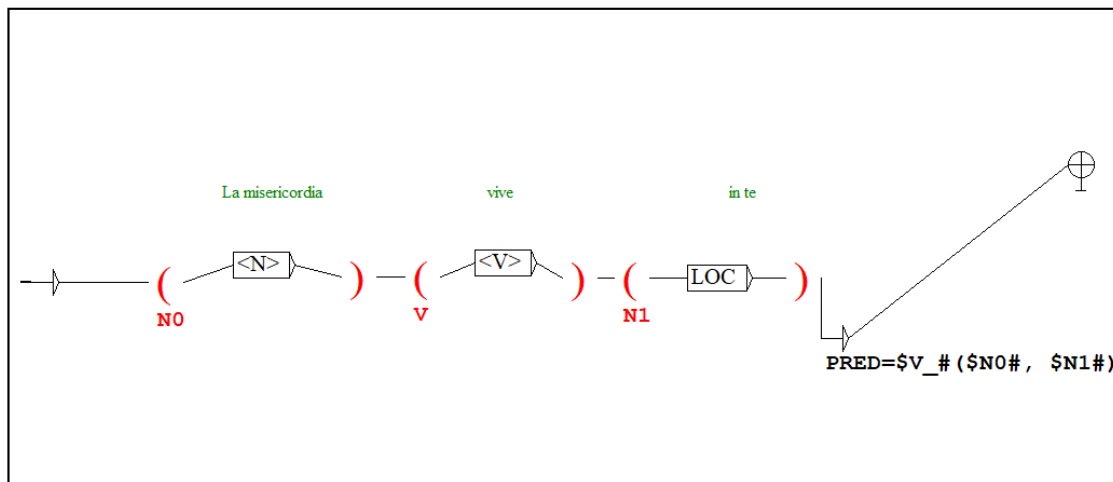 La misericordia vive in te
<N> <V> LOC
N0 V N1
PRED=$V_#($N0#, $N1#)